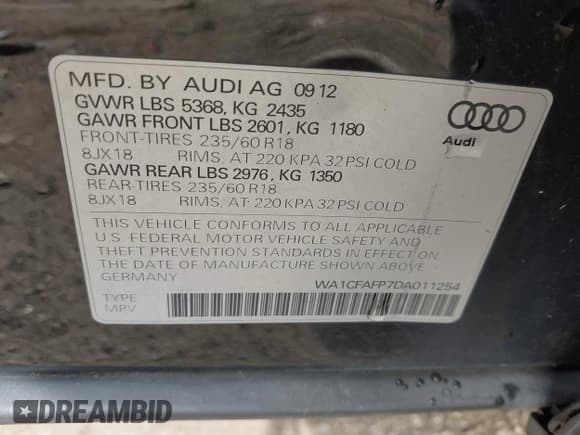 MFD. BY AUDI AG 09 12
GVWR LBS 5368, KG 2435
GAWR FRONT LBS 2601, KG 1180
FRONT-TIRES 235/60 R18
8JX18 RIMS, AT 220 KPA 32 PSI COLD
GAWR REAR LBS 2976, KG 1350
REAR-TIRES 235/60 R18
8JX18 RIMS, AT 220 KPA 32 PSI COLD
Audi
THIS VEHICLE CONFORMS TO ALL APPLICABLE
U.S. FEDERAL MOTOR VEHICLE SAFETY AND
THEFT PREVENTION STANDARDS IN EFFECT ON
THE DATE OF MANUFACTURE SHOWN ABOVE
GERMANY
WA1CFAFP7DA011254
TYPE
MPV
DREAMBID